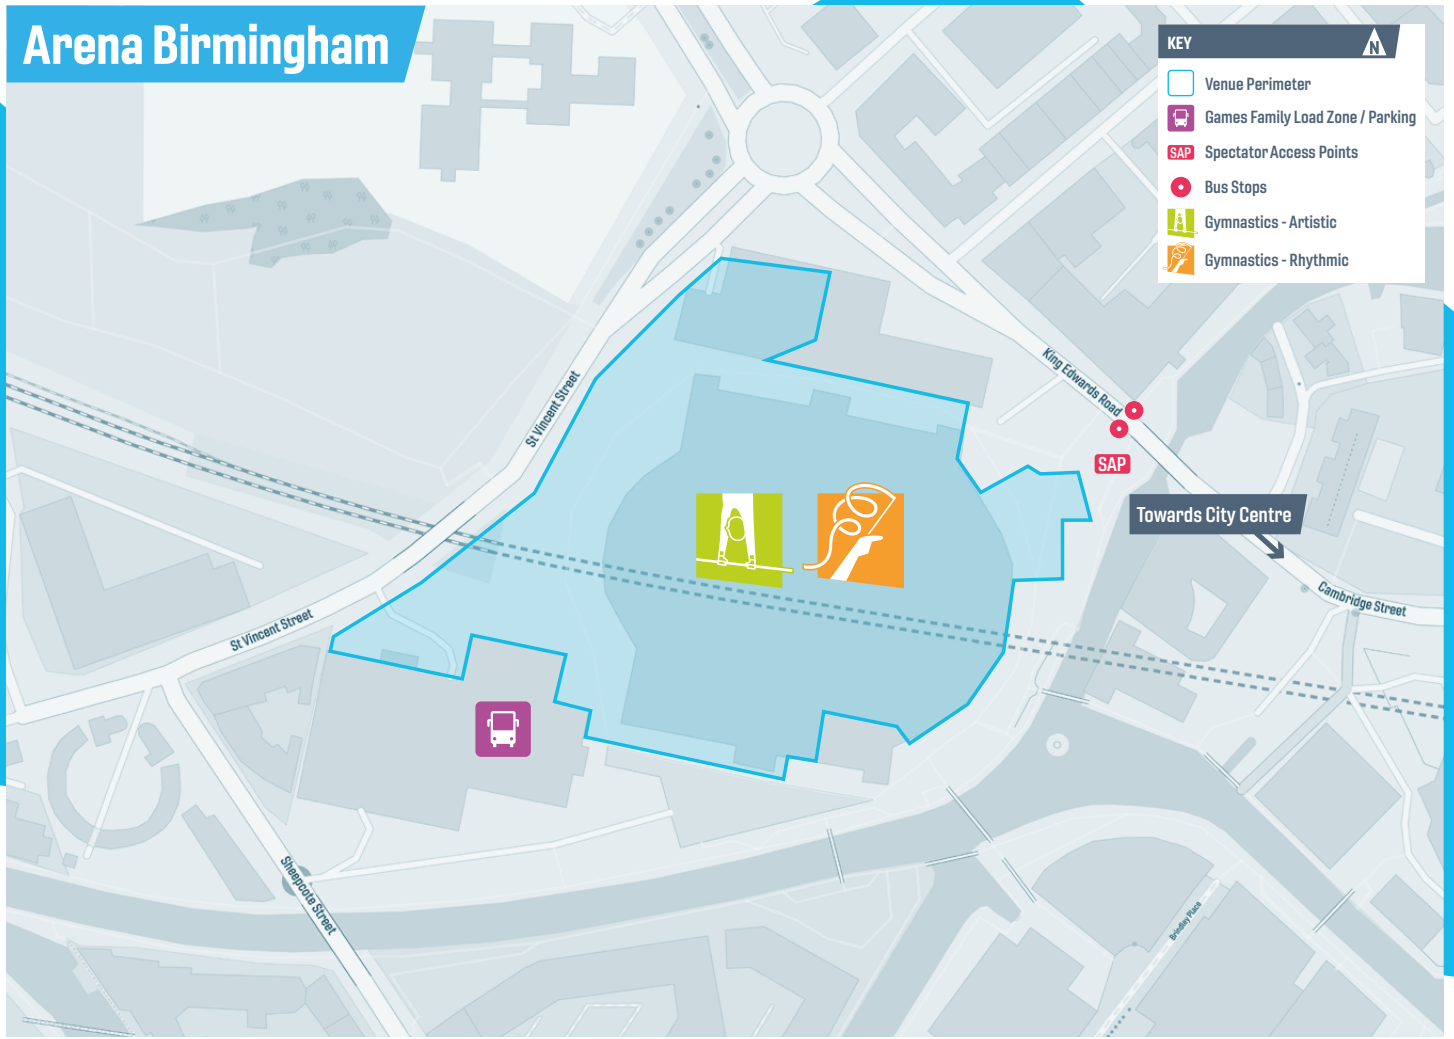 Arena Birmingham
KEY
N
Venue Perimeter
Games Family Load Zone / Parking
SAP
Spectator Access Points
Bus Stops
Gymnastics - Artistic
Gymnastics - Rhythmic
King Edwards Road
St Vincent Street
SAP
Towards City Centre
Cambridge Street
St Vincent Street
Sheepcote Street
Brindley Place